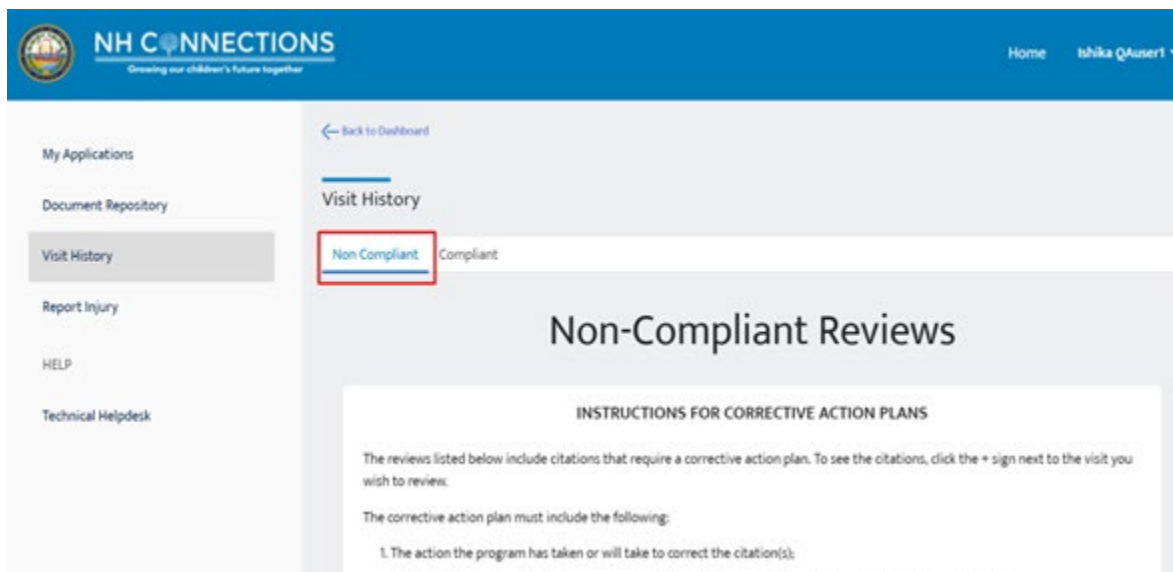 NH CONNECTIONS
Growing our children's future together
Home Ishika QAuser1
My Applications
Document Repository
Visit History
Report Injury
HELP
Technical Helpdesk
Back to Dashboard
Visit History
Non Compliant Compliant
Non-Compliant Reviews
INSTRUCTIONS FOR CORRECTIVE ACTION PLANS
The reviews listed below include citations that require a corrective action plan. To see the citations, click the + sign next to the visit you
wish to review.
The corrective action plan must include the following:
1. The action the program has taken or will take to correct the citation(s);